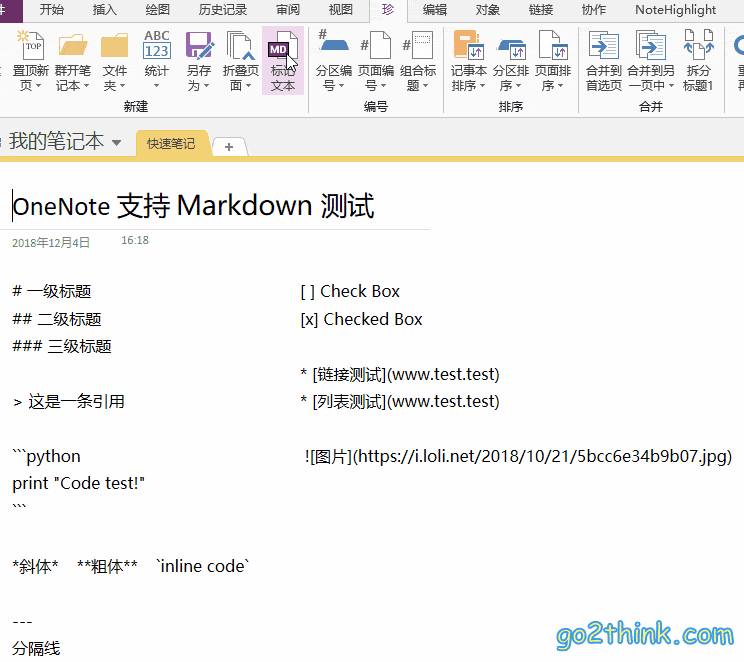 件 开始 插入 绘图 历史记录 审阅 视图 珍 编辑 对象 链接 协作 NoteHighlight
TOP ABC 123 MD # # #
置顶新 群开笔 文件 统计 另存 折叠页 标记 分区编 页面编 组合标 记事本 分区排 页面排 合并到 合并到另 拆分
页 记本 夹 为 面 文本 号 号 题 排序 序 序 首选页 一页中 标题1
新建 编号 排序 合并
我的笔记本 快速笔记 +
OneNote 支持 Markdown 测试
2018年12月4日 16:18
# 一级标题
## 二级标题
### 三级标题
> 这是一条引用
```python
print "Code test!"
```
*斜体* **粗体** `inline code`
---
分隔线
[ ] Check Box
[x] Checked Box
* [链接测试](www.test.test)
* [列表测试](www.test.test)
![图片](https://i.loli.net/2018/10/21/5bcc6e34b9b07.jpg)
go2think.com